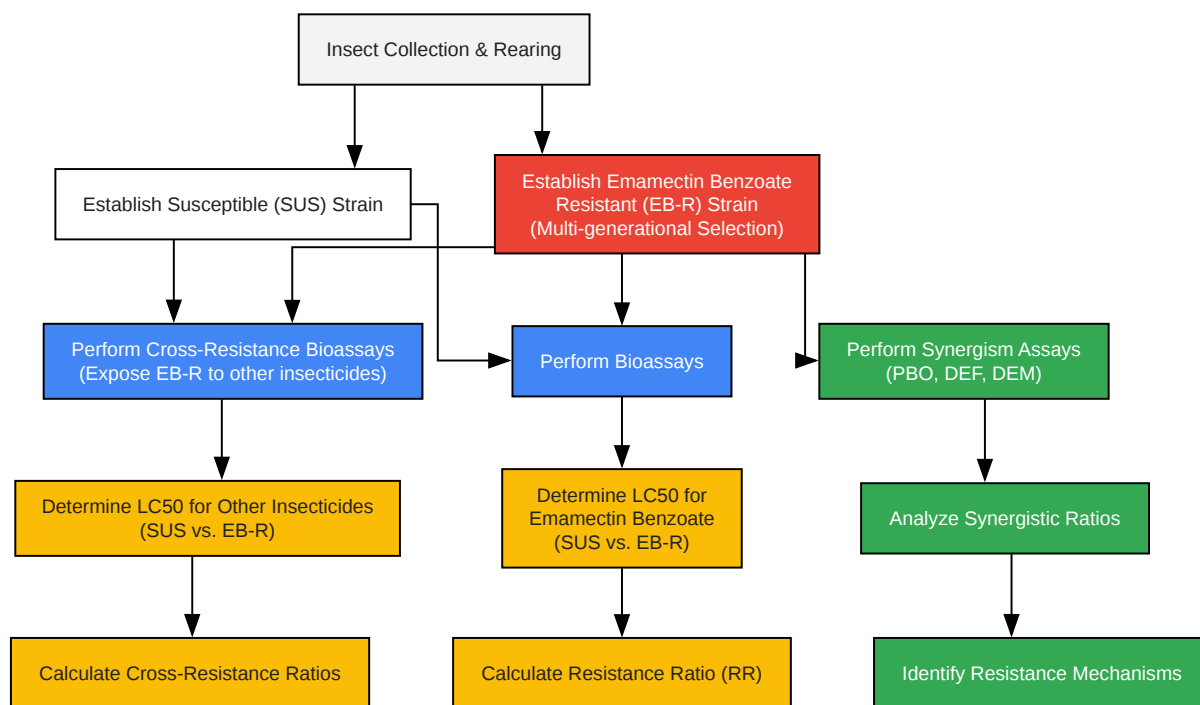 Insect Collection & Rearing
Establish Susceptible (SUS) Strain
Establish Emamectin Benzoate
Resistant (EB-R) Strain
(Multi-generational Selection)
Perform Cross-Resistance Bioassays
(Expose EB-R to other insecticides)
Perform Bioassays
Perform Synergism Assays
(PBO, DEF, DEM)
Determine LC50 for Other Insecticides
(SUS vs. EB-R)
Determine LC50 for
Emamectin Benzoate
(SUS vs. EB-R)
Analyze Synergistic Ratios
Calculate Cross-Resistance Ratios
Calculate Resistance Ratio (RR)
Identify Resistance Mechanisms